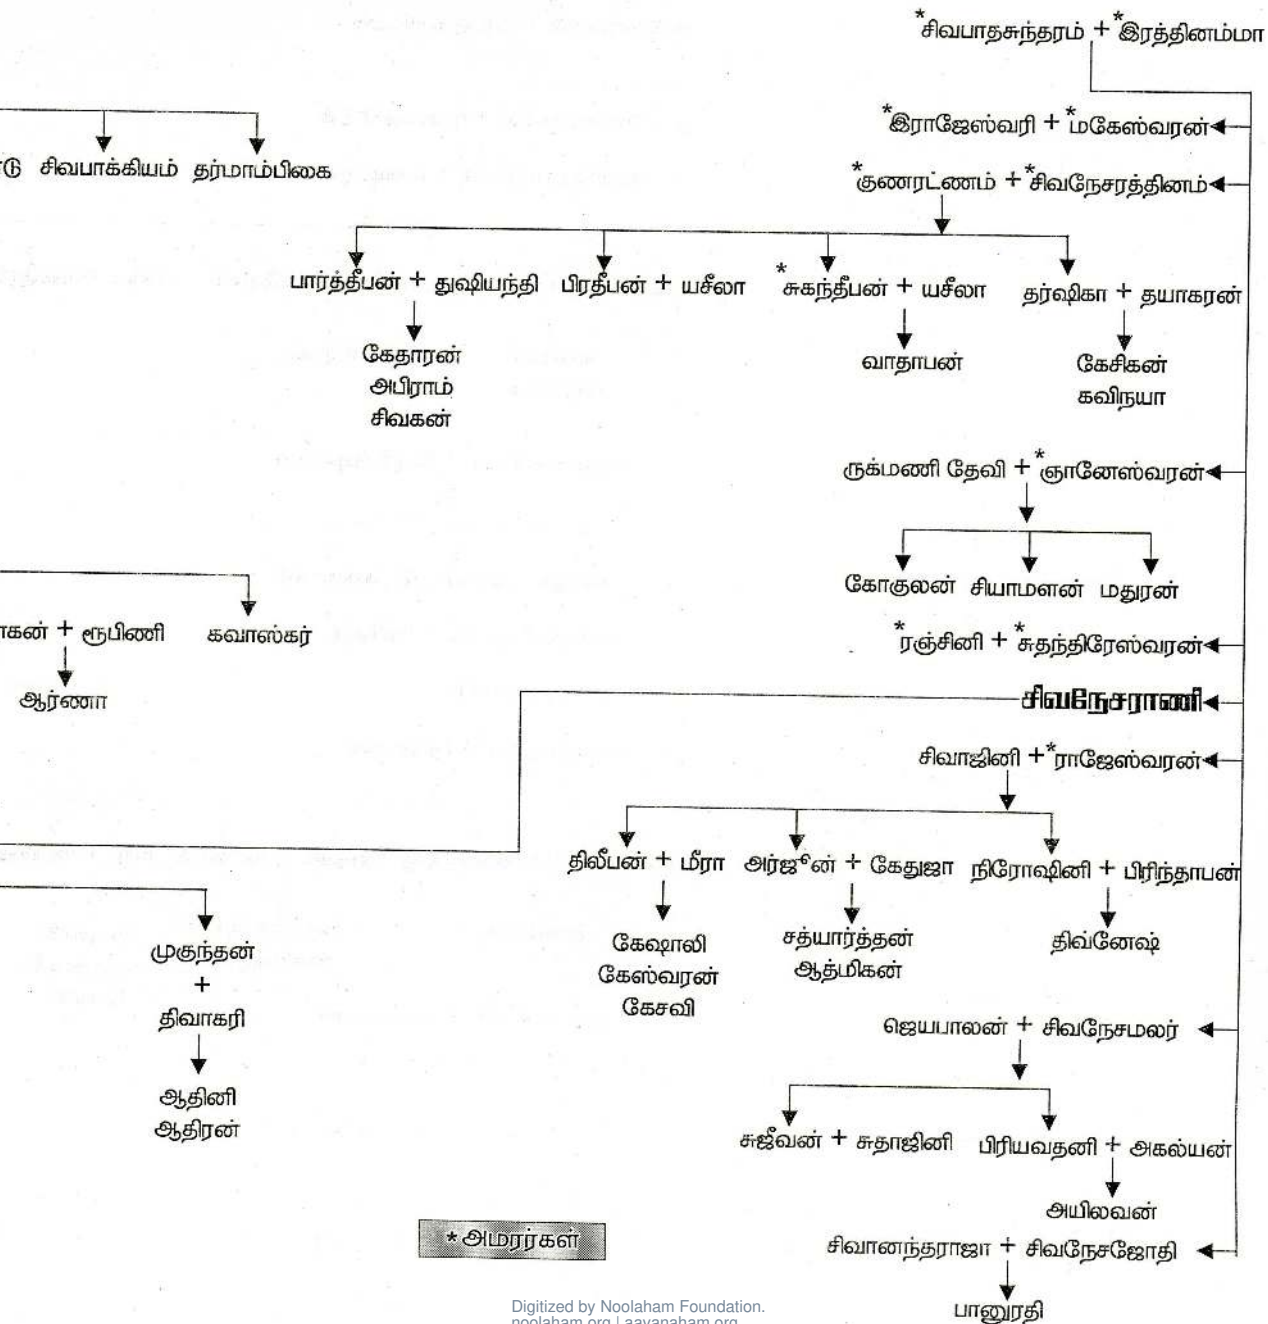 *சிவபாதசுந்தரம் + *இரத்தினம்மா
*இராஜேஸ்வரி + *மகேஸ்வரன்
சிவபாக்கியம் தர்மாம்பிகை
*குணரட்ணம் + *சிவநேசரத்தினம்
பார்த்தீபன் + துஷியந்தி பிரதீபன் + யசீலா *சுகந்தீபன் + யசீலா தர்ஷிகா + தயாகரன்
கேதாரன் வாதாபன் கேசிகன்
அபிராம் கவிநயா
சிவகன்
ருக்மணி தேவி + *ஞானேஸ்வரன்
கோகுலன் சியாமளன் மதுரன்
+ ரூபிணி கவாஸ்கர் *ரஞ்சினி + *சுதந்திரேஸ்வரன்
ஆர்ணா சிவநேசராணி
சிவாஜினி + *ராஜேஸ்வரன்
திலீபன் + மீரா அர்ஜூன் + கேதுஜா நிரோஷினி + பிரிந்தாபன்
முகுந்தன் கேஷாலி சத்யார்த்தன் திவ்னேஷ்
+ கேஸ்வரன் ஆத்மிகன்
திவாகரி கேசவி
ஜெயபாலன் + சிவநேசமலர்
ஆதினி
ஆதிரன் சுஜீவன் + சுதாஜினி பிரியவதனி + அகல்யன்
அயிலவன்
*அமரர்கள் சிவானந்தராஜா + சிவநேசஜோதி
பானுரதி
Digitized by Noolaham Foundation.
noolaham.org | aavanaham.org